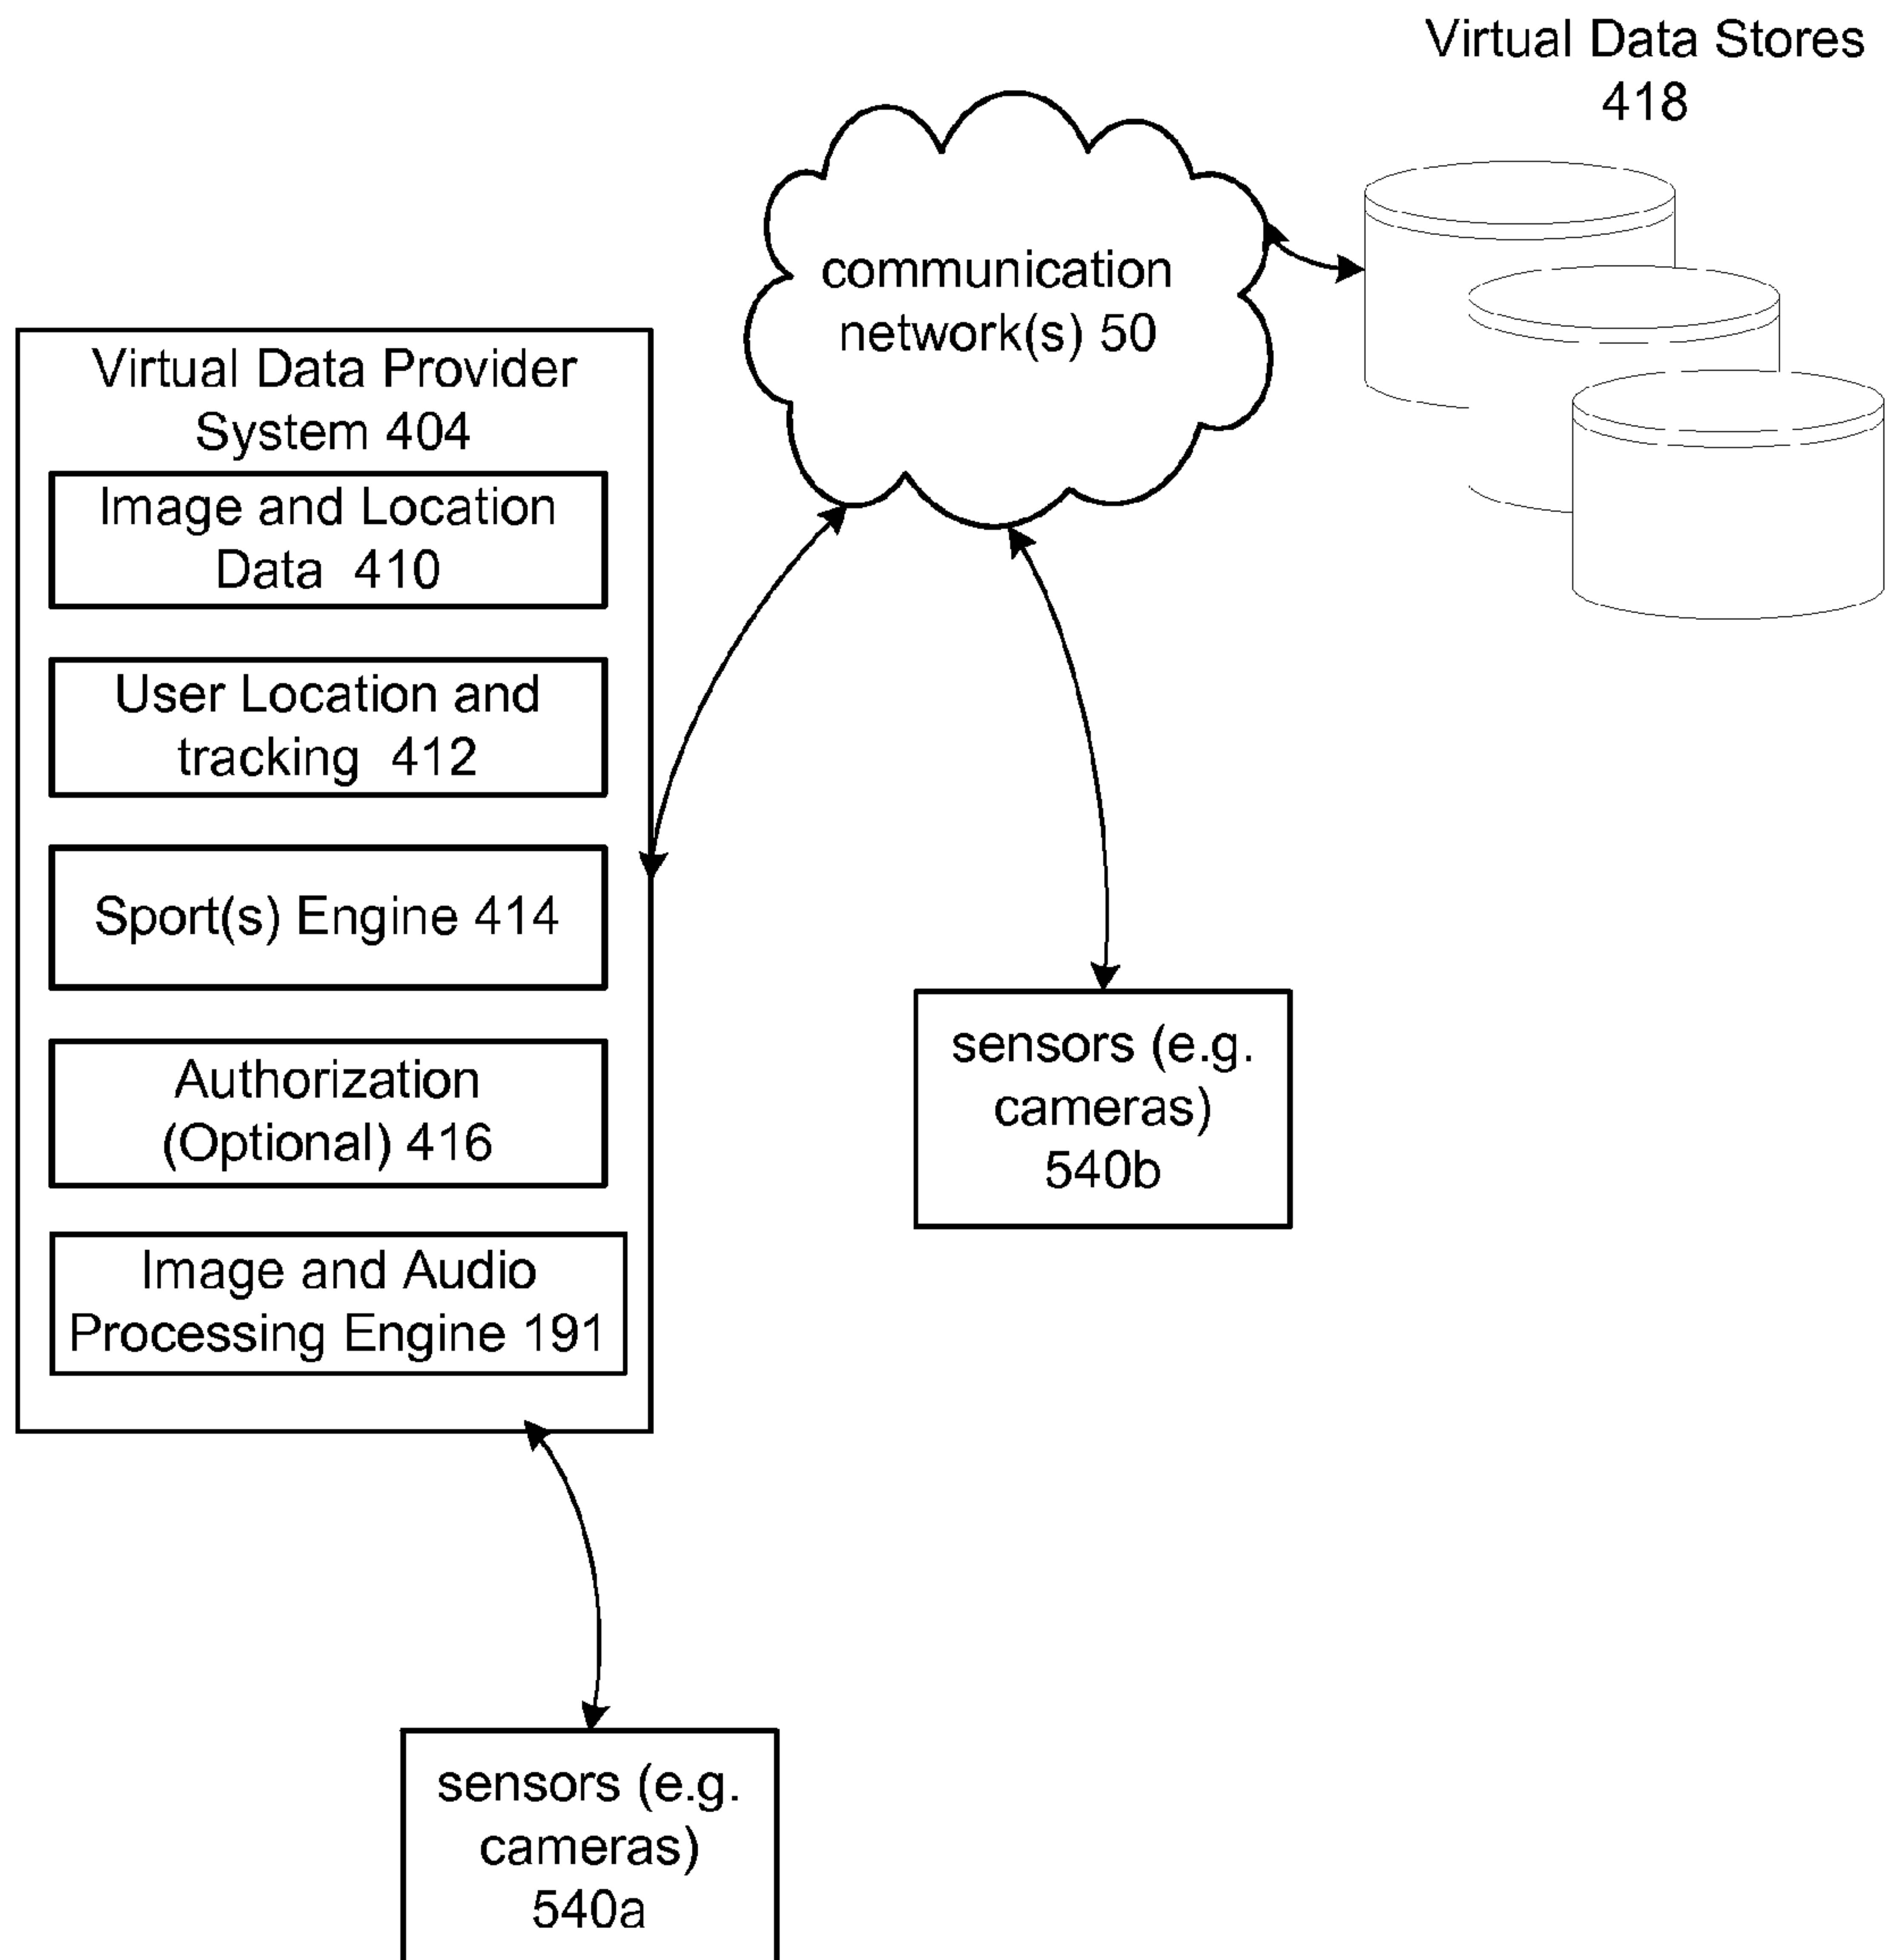 Virtual Data Stores
418
communication
network(s) 50
Virtual Data Provider
System 404
Image and Location
Data 410
User Location and
tracking 412
Sport(s) Engine 414
Authorization
(Optional) 416
Image and Audio
Processing Engine 191
sensors (e.g.
cameras)
540b
sensors (e.g.
cameras)
540a